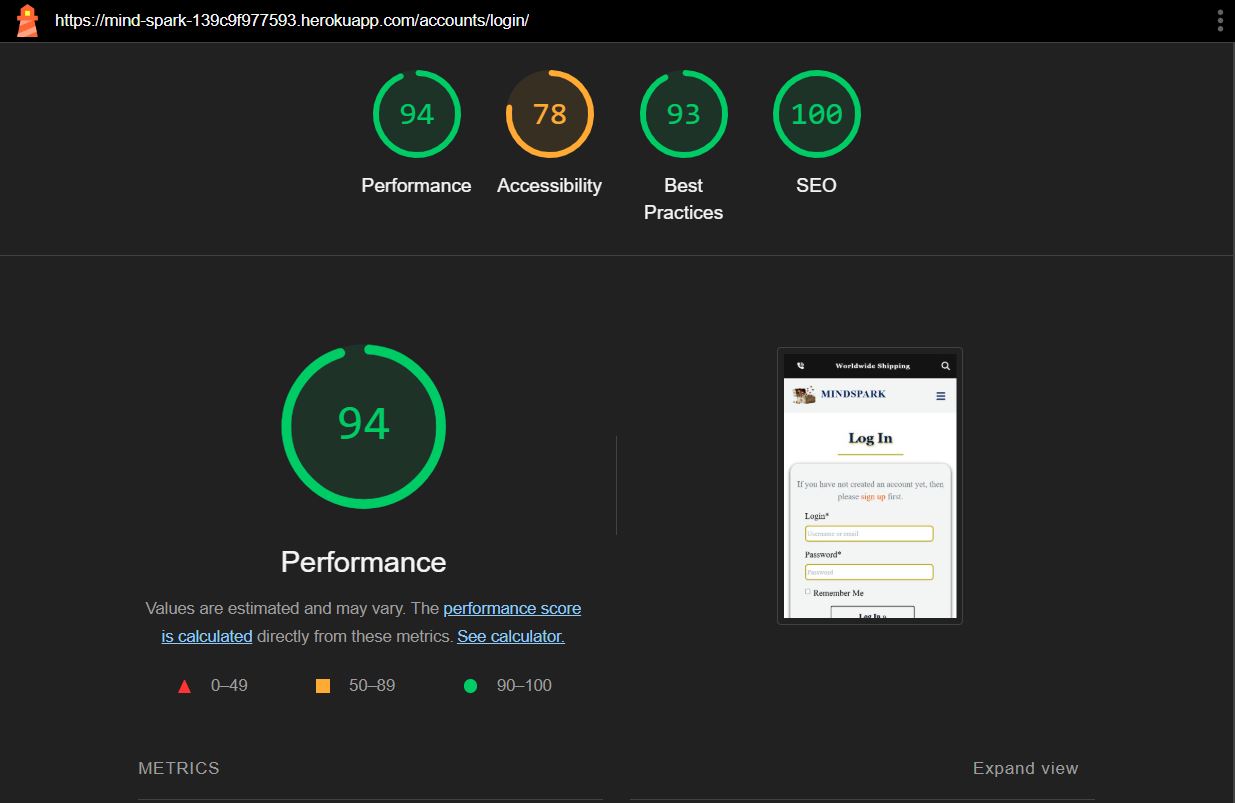 https://mind-spark-139c9f977593.herokuapp.com/accounts/login/
94
78
93
100
Performance
Accessibility
Best
Practices
SEO
94
Performance
Values are estimated and may vary. The performance score
is calculated directly from these metrics. See calculator.
0–49
50–89
90–100
Worldwide Shipping
MINDSPARK
Log In
If you have not created an account yet, then
please sign up first.
Login*
Username or email
Password*
Password
Remember Me
Log In »
METRICS
Expand view